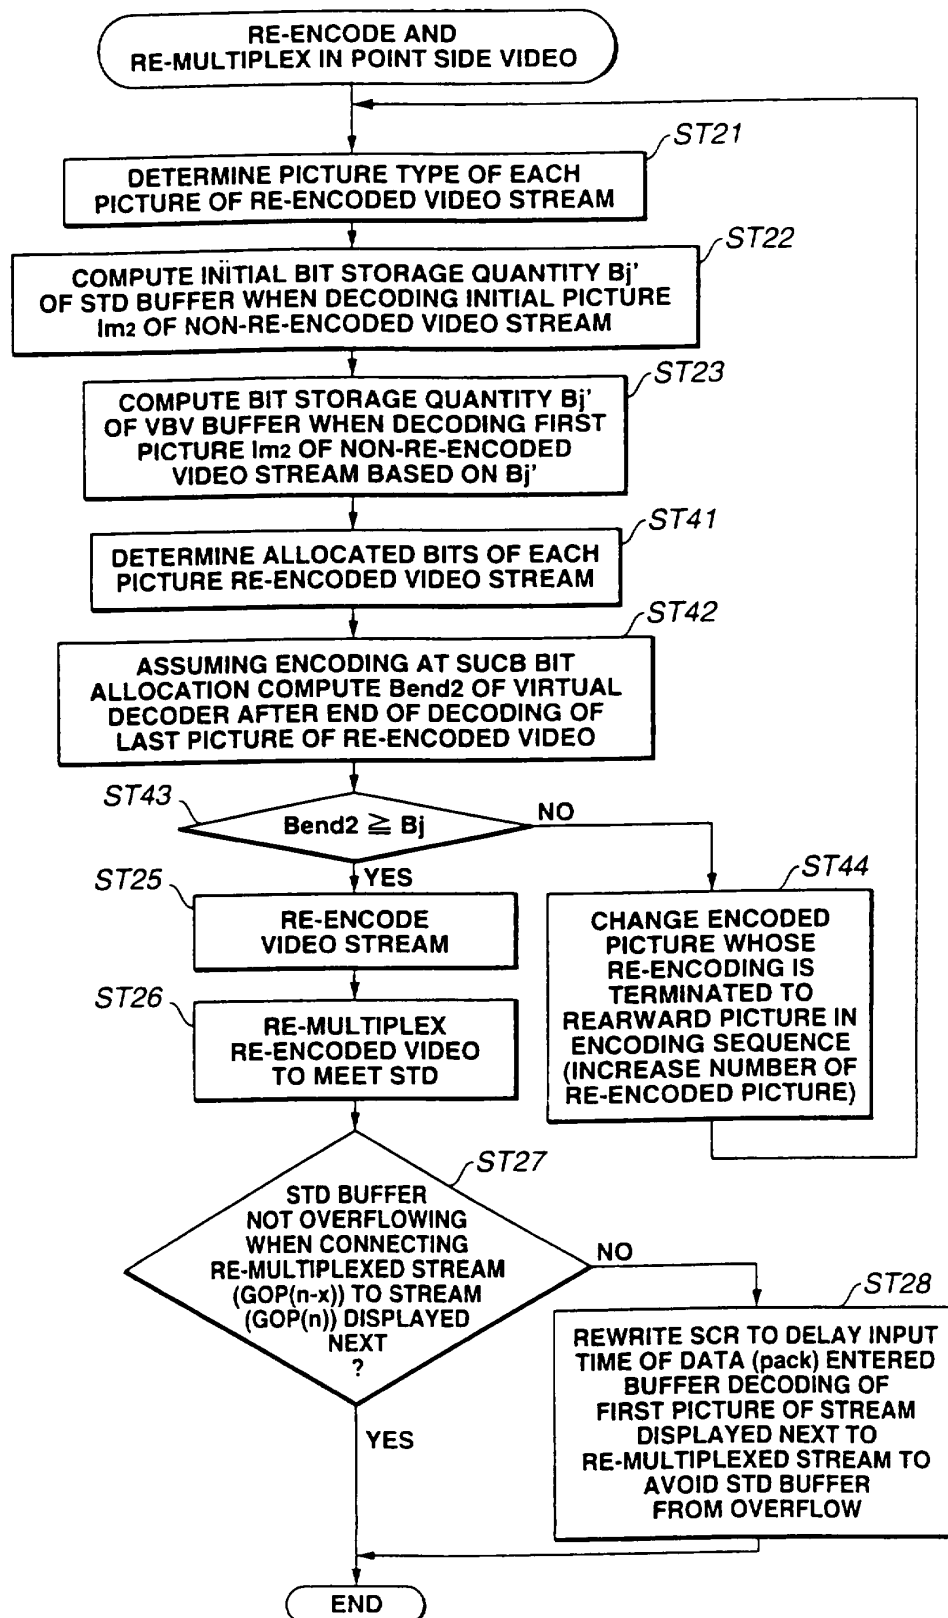 RE-ENCODE AND
RE-MULTIPLEX IN POINT SIDE VIDEO
ST21
DETERMINE PICTURE TYPE OF EACH
PICTURE OF RE-ENCODED VIDEO STREAM
ST22
COMPUTE INITIAL BIT STORAGE QUANTITY Bj'
OF STD BUFFER WHEN DECODING INITIAL PICTURE
Im2 OF NON-RE-ENCODED VIDEO STREAM
ST23
COMPUTE BIT STORAGE QUANTITY Bj'
OF VBV BUFFER WHEN DECODING FIRST
PICTURE Im2 OF NON-RE-ENCODED
VIDEO STREAM BASED ON Bj'
ST41
DETERMINE ALLOCATED BITS OF EACH
PICTURE RE-ENCODED VIDEO STREAM
ST42
ASSUMING ENCODING AT SUCB BIT
ALLOCATION COMPUTE Bend2 OF VIRTUAL
DECODER AFTER END OF DECODING OF
LAST PICTURE OF RE-ENCODED VIDEO
ST43
Bend2 ≧ Bj
NO
YES
ST25
RE-ENCODE
VIDEO STREAM
ST44
CHANGE ENCODED
PICTURE WHOSE
RE-ENCODING IS
TERMINATED TO
REARWARD PICTURE IN
ENCODING SEQUENCE
(INCREASE NUMBER OF
RE-ENCODED PICTURE)
ST26
RE-MULTIPLEX
RE-ENCODED VIDEO
TO MEET STD
ST27
STD BUFFER
NOT OVERFLOWING
WHEN CONNECTING
RE-MULTIPLEXED STREAM
(GOP(n-x)) TO STREAM
(GOP(n)) DISPLAYED
NEXT
?
NO
YES
ST28
REWRITE SCR TO DELAY INPUT
TIME OF DATA (pack) ENTERED
BUFFER DECODING OF
FIRST PICTURE OF STREAM
DISPLAYED NEXT TO
RE-MULTIPLEXED STREAM TO
AVOID STD BUFFER
FROM OVERFLOW
END